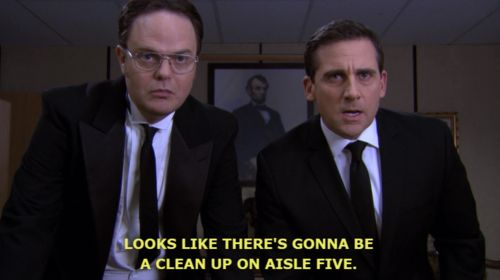 LOOKS LIKE THERE'S GONNA BE
A CLEAN UP ON AISLE FIVE.